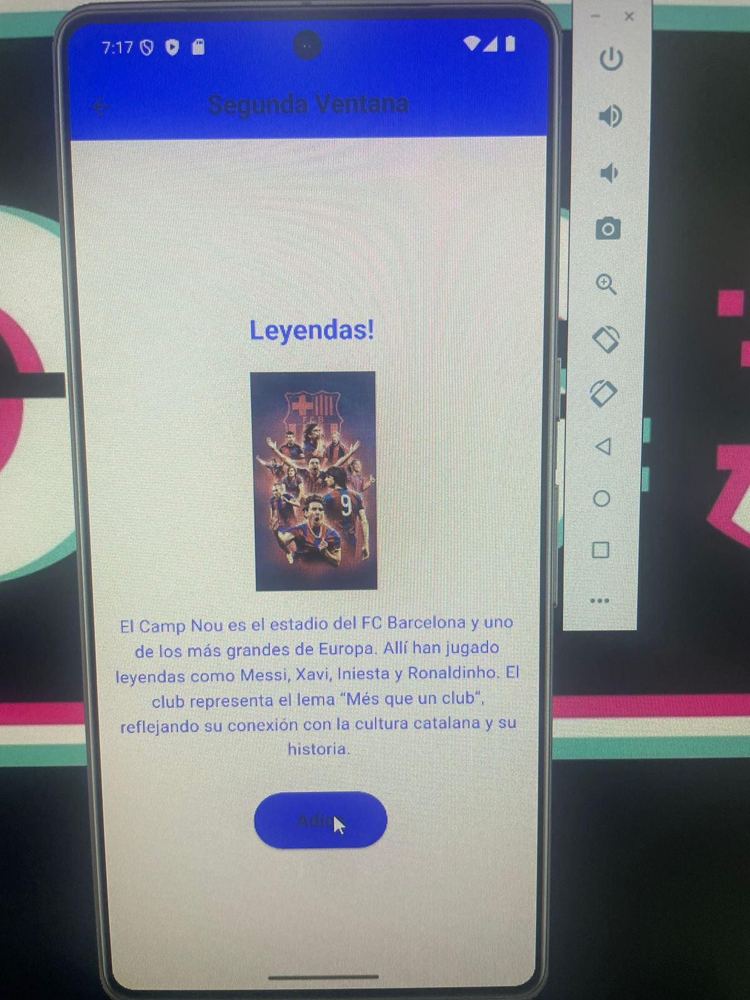 7:17
Segunda Ventana
Leyendas!
FCB
9
El Camp Nou es el estadio del FC Barcelona y uno
de los más grandes de Europa. Allí han jugado
leyendas como Messi, Xavi, Iniesta y Ronaldinho. El
club representa el lema “Més que un club”,
reflejando su conexión con la cultura catalana y su
historia.